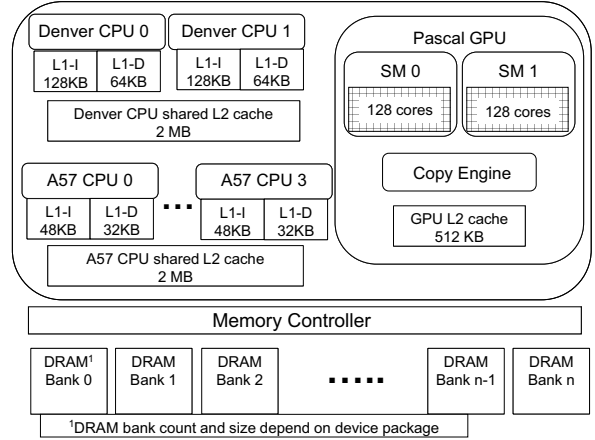 Denver CPU 0
Denver CPU 1
L1-I
128KB
L1-D
64KB
L1-I
128KB
L1-D
64KB
Denver CPU shared L2 cache
2 MB
A57 CPU 0
...
A57 CPU 3
L1-I
48KB
L1-D
32KB
L1-I
48KB
L1-D
32KB
A57 CPU shared L2 cache
2 MB
Pascal GPU
SM 0
128 cores
SM 1
128 cores
Copy Engine
GPU L2 cache
512 KB
Memory Controller
DRAM¹
Bank 0
DRAM
Bank 1
DRAM
Bank 2
.....
DRAM
Bank n-1
DRAM
Bank n
¹DRAM bank count and size depend on device package